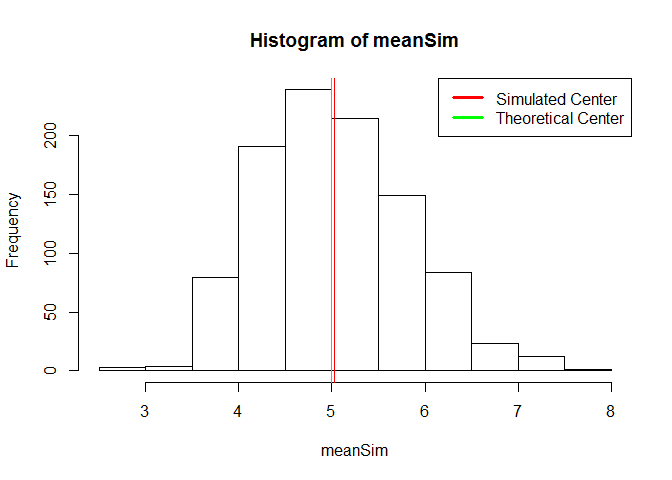 Histogram of meanSim
Simulated Center
Theoretical Center
Frequency
200
150
100
50
0
3 4 5 6 7 8
meanSim